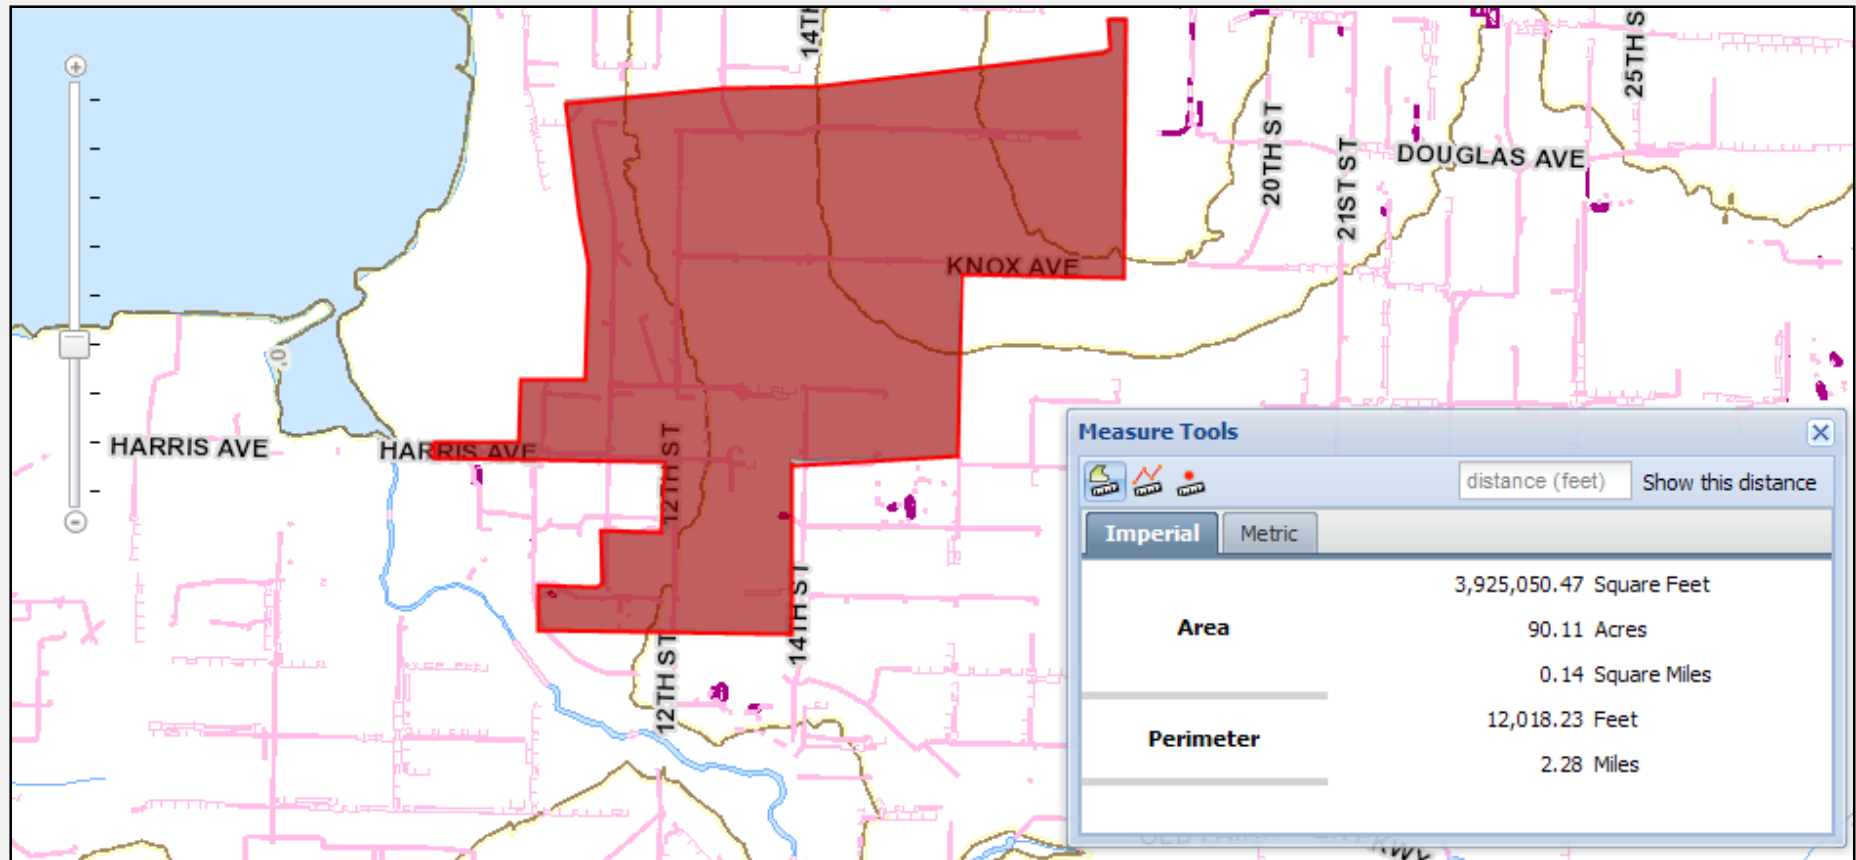 14TH
25TH S
20TH ST
21ST ST
DOUGLAS AVE
KNOX AVE
0'
HARRIS AVE
HARRIS AVE
12TH ST
14TH ST
12TH ST
Measure Tools
distance (feet) Show this distance
Imperial Metric
Area
3,925,050.47 Square Feet
90.11 Acres
0.14 Square Miles
Perimeter
12,018.23 Feet
2.28 Miles
KWY